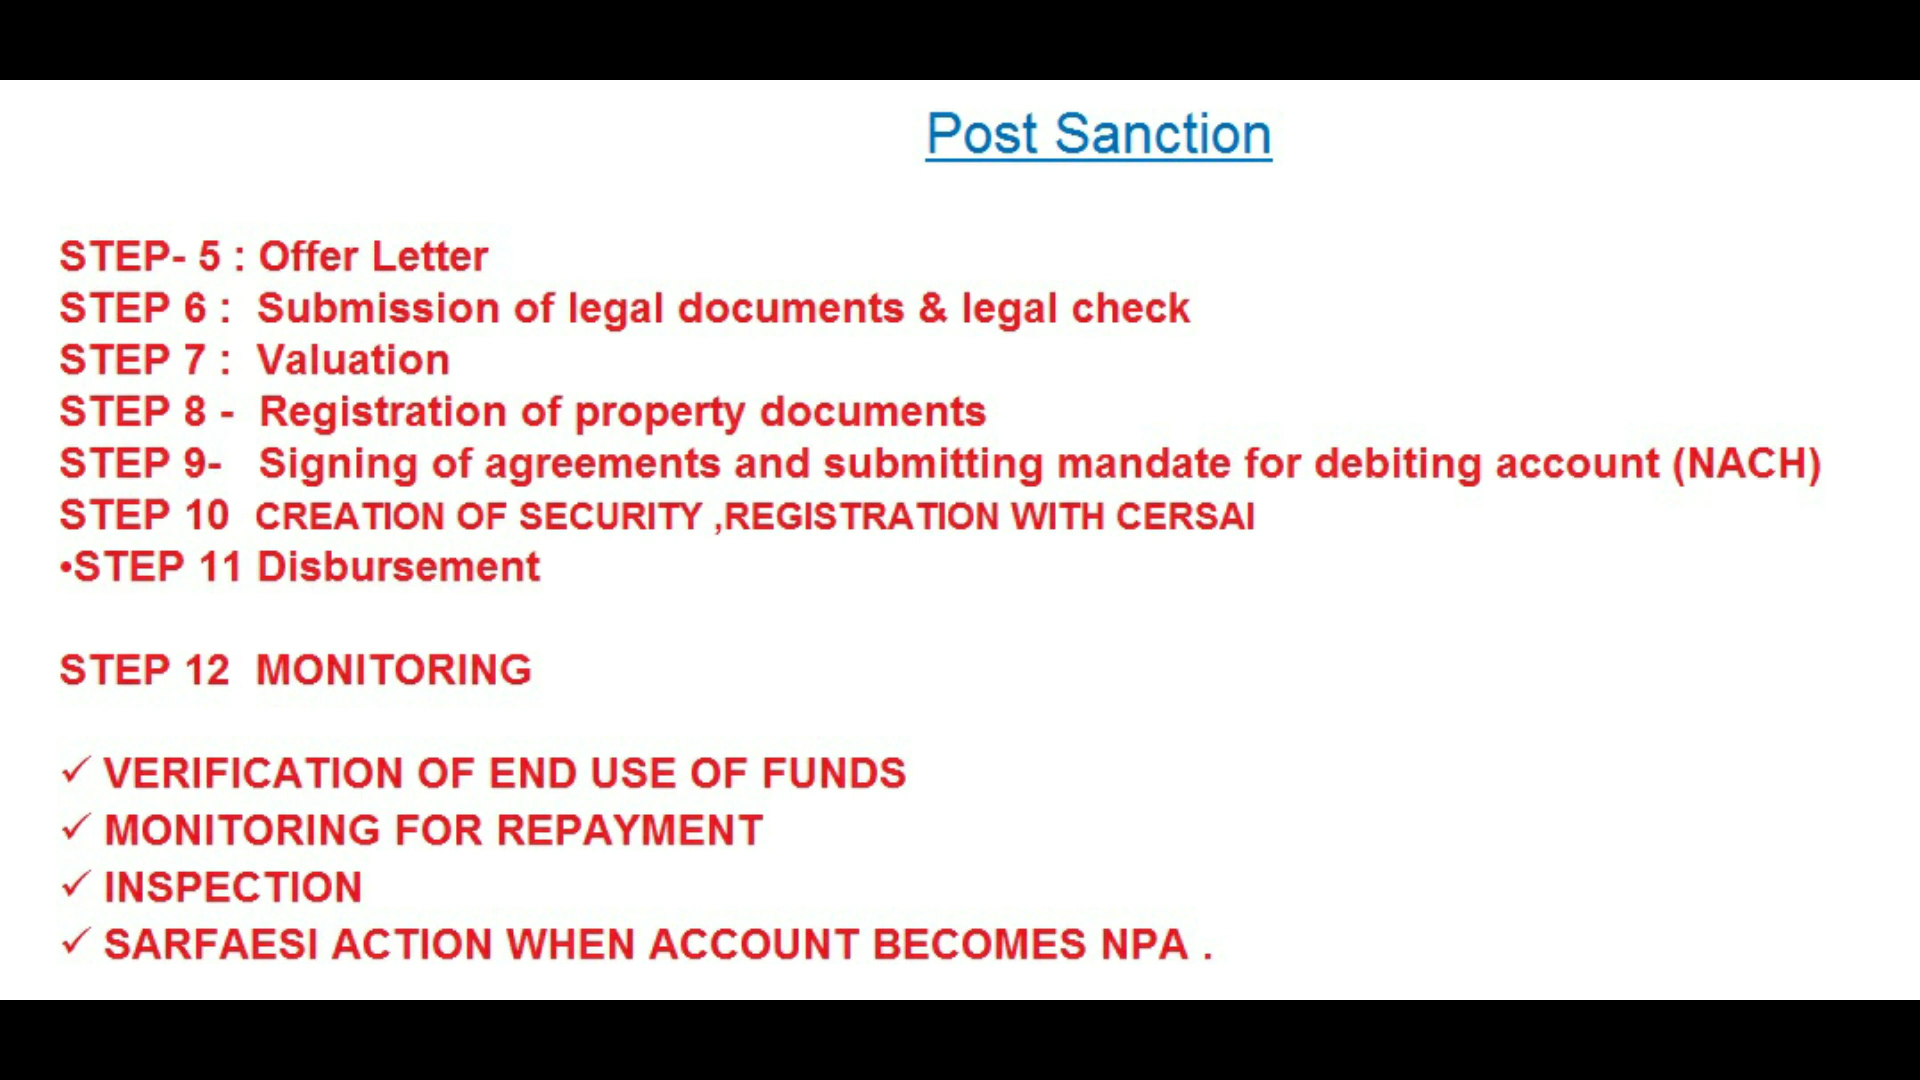 Post Sanction
STEP- 5 : Offer Letter
STEP 6 : Submission of legal documents & legal check
STEP 7 : Valuation
STEP 8 - Registration of property documents
STEP 9- Signing of agreements and submitting mandate for debiting account (NACH)
STEP 10 CREATION OF SECURITY ,REGISTRATION WITH CERSAI
•STEP 11 Disbursement
STEP 12 MONITORING
✓ VERIFICATION OF END USE OF FUNDS
✓ MONITORING FOR REPAYMENT
✓ INSPECTION
✓ SARFAESI ACTION WHEN ACCOUNT BECOMES NPA .